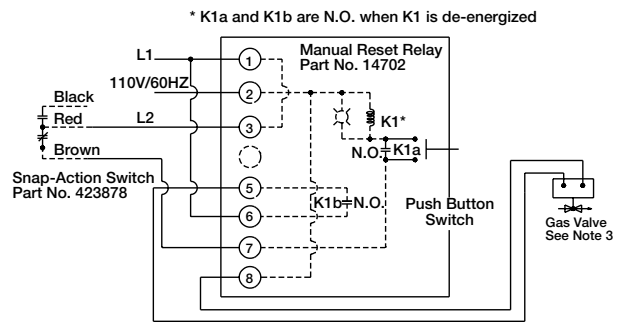 * K1a and K1b are N.O. when K1 is de-energized
L1
1
Manual Reset Relay
Part No. 14702
110V/60HZ
2
Black
Red
L2
3
K1*
N.O.
K1a
Brown
Snap-Action Switch
Part No. 423878
5
K1b
N.O.
Push Button
Switch
6
7
8
Gas Valve
See Note 3